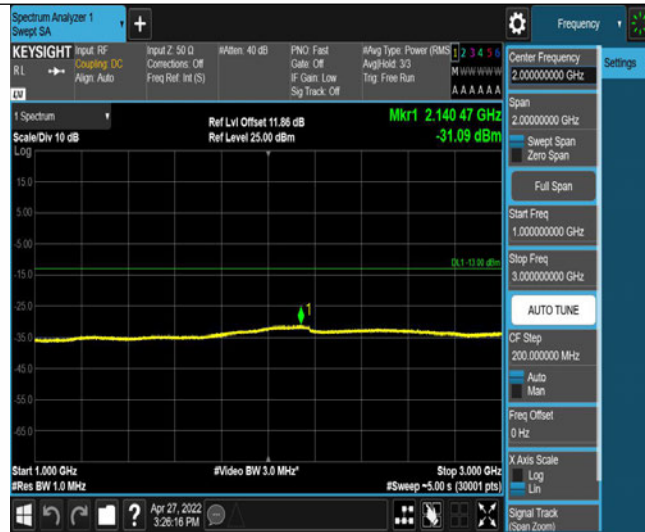 Spectrum Analyzer 1
Swept SA
Frequency
KEYSIGHT
RL
Input: RF
Coupling: DC
Align: Auto
Input Z: 50 Ω
Corrections: Off
Freq Ref: Int (S)
#Atten: 40 dB
PNO: Fast
Gate: Off
IF Gain: Low
Sig Track: Off
#Avg Type: Power (RMS
Avg|Hold: 3/3
Trig: Free Run
1 2 3 4 5 6
M W W W W W
A A A A A A
1 Spectrum
Scale/Div 10 dB
Log
Ref Lvl Offset 11.86 dB
Ref Level 25.00 dBm
Mkr1 2.140 47 GHz
-31.09 dBm
15.0
5.00
-5.00
DL1 -13.00 dBm
-15.0
1
-25.0
-35.0
-45.0
-55.0
-65.0
Start 1.000 GHz
#Res BW 1.0 MHz
#Video BW 3.0 MHz*
Stop 3.000 GHz
#Sweep ~5.00 s (30001 pts)
Center Frequency
2.000000000 GHz
Settings
Span
2.00000000 GHz
Swept Span
Zero Span
Full Span
Start Freq
1.000000000 GHz
Stop Freq
3.000000000 GHz
AUTO TUNE
CF Step
200.000000 MHz
Auto
Man
Freq Offset
0 Hz
X Axis Scale
Log
Lin
Signal Track
(Span Zoom)
?
Apr 27, 2022
3:26:16 PM